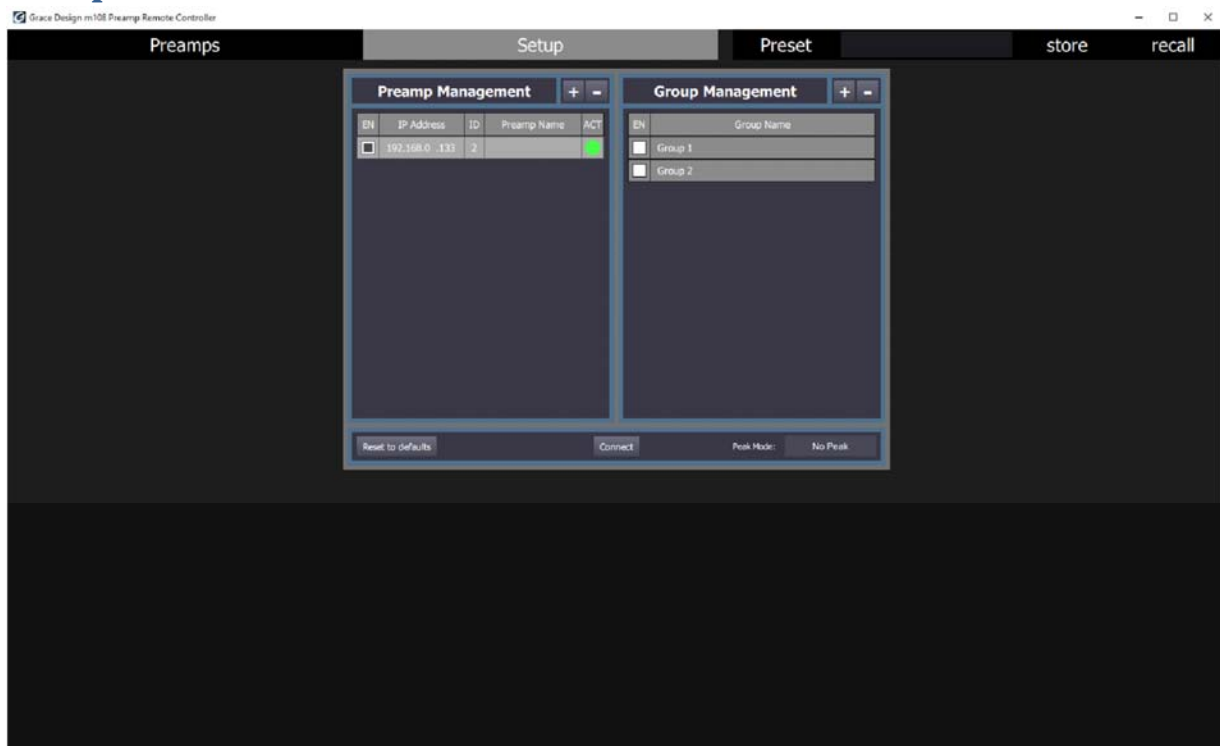 Grace Design m108 Preamp Remote Controller
Preamps Setup Preset store recall
Preamp Management + - Group Management + -
EN IP Address ID Preamp Name ACT EN Group Name
192.168.0 .133 2 Group 1
Group 2
Reset to defaults Connect Peak Mode: No Peak